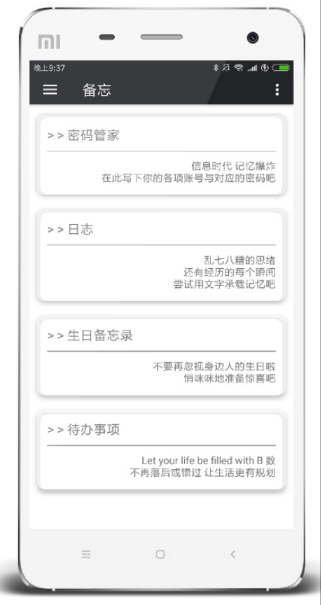 MI
晚上9:37
备忘
>>密码管家
信息时代 记忆爆炸
在此写下你的各项账号与对应的密码吧
>>日志
乱七八糟的思绪
还有经历的每个瞬间
尝试用文字承载记忆吧
>>生日备忘录
不要再忽视身边人的生日啦
悄咪咪地准备惊喜吧
>>待办事项
Let your life be filled with B 数
不再落后或错过 让生活更有规划